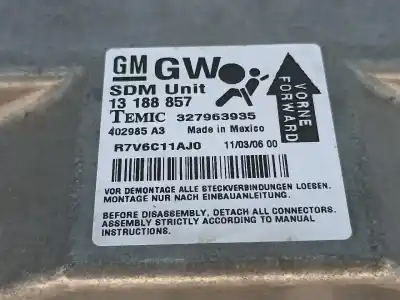 GM GW
SDM Unit
13 188 857
TEMIC 327963935
402985 A3 Made in Mexico
R7V6C11AJ0 11/03/06 00
VORNE
FORWARD
VOR DEMONTAGE ALLE STECKVERBINDUNGEN LOESEN.
MONTAGE NUR NACH EINBAUANLEITUNG.
BEFORE DISASSEMBLY, DETACH ALL CONNECTORS.
ASSEMBLY STRICTLY ACCORDING TO MANUAL
INSTRUCTIONS.